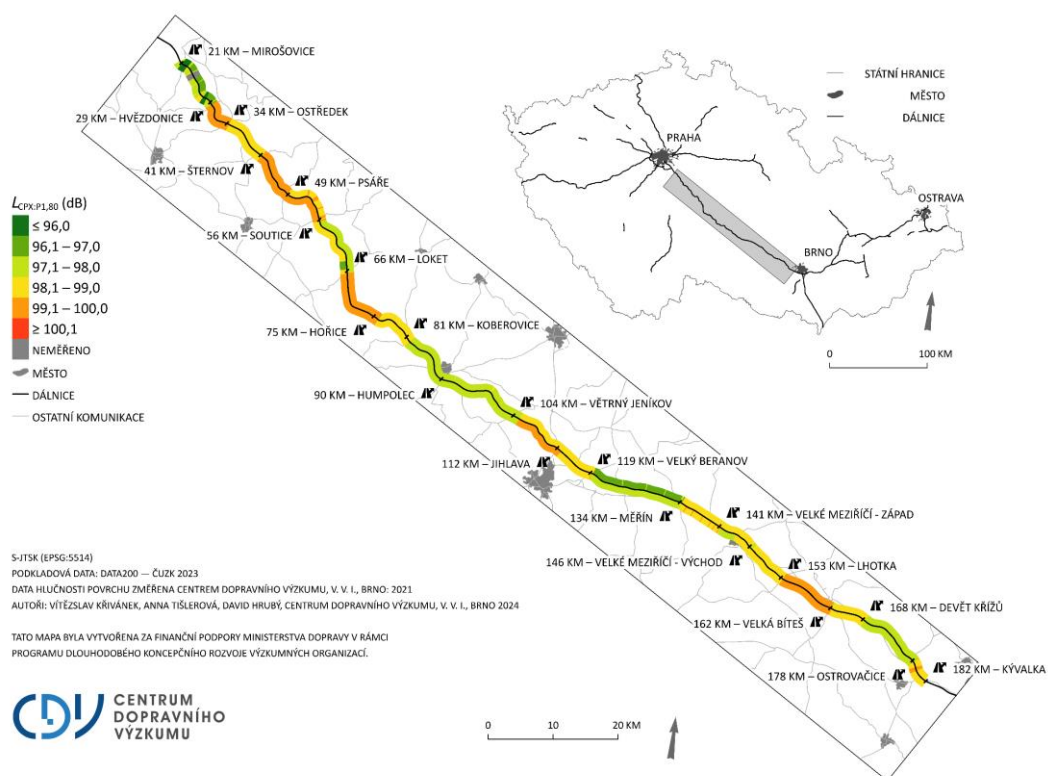 21 KM – MIROŠOVICE
29 KM – HVĚZDONICE
34 KM – OSTŘEDEK
41 KM – ŠTERNOV
49 KM – PSÁŘE
56 KM – SOUTICE
66 KM – LOKET
75 KM – HOŘICE
81 KM – KOBEROVICE
90 KM – HUMPOLEC
104 KM – VĚTRNÝ JENÍKOV
112 KM – JIHLAVA
119 KM – VELKÝ BERANOV
134 KM – MĚŘÍN
141 KM – VELKÉ MEZIŘÍČÍ - ZÁPAD
146 KM – VELKÉ MEZIŘÍČÍ - VÝCHOD
153 KM – LHOTKA
162 KM – VELKÁ BÍTEŠ
168 KM – DEVĚT KŘÍŽŮ
178 KM – OSTROVAČICE
182 KM – KÝVALKA
STÁTNÍ HRANICE
MĚSTO
DÁLNICE
PRAHA
OSTRAVA
BRNO
0 100 KM
LCPX:P1,80 (dB)
≤ 96,0
96,1 – 97,0
97,1 – 98,0
98,1 – 99,0
99,1 – 100,0
≥ 100,1
NEMĚŘENO
MĚSTO
DÁLNICE
OSTATNÍ KOMUNIKACE
S-JTSK (EPSG:5514)
PODKLADOVÁ DATA: DATA200 — ČUZK 2023
DATA HLUČNOSTI POVRCHU ZMĚŘENA CENTREM DOPRAVNÍHO VÝZKUMU, V. V. I., BRNO: 2021
AUTOŘI: VÍTĚZSLAV KŘIVÁNEK, ANNA TIŠLEROVÁ, DAVID HRUBÝ, CENTRUM DOPRAVNÍHO VÝZKUMU, V. V. I., BRNO 2024
TATO MAPA BYLA VYTVOŘENA ZA FINANČNÍ PODPORY MINISTERSTVA DOPRAVY V RÁMCI
PROGRAMU DLOUHODOBÉHO KONCEPČNÍHO ROZVOJE VÝZKUMNÝCH ORGANIZACÍ.
CDV
CENTRUM
DOPRAVNÍHO
VÝZKUMU
0 10 20 KM